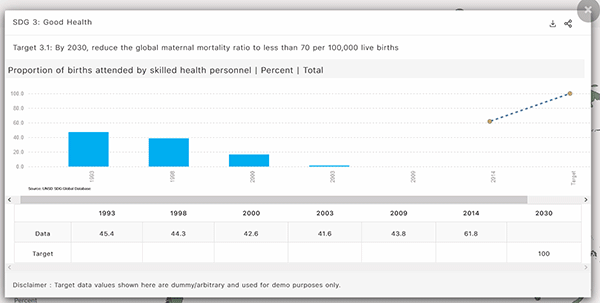 SDG 3: Good Health
Target 3.1: By 2030, reduce the global maternal mortality ratio to less than 70 per 100,000 live births
Proportion of births attended by skilled health personnel | Percent | Total
100.0
80.0
60.0
40.0
20.0
0.0
1993 1998 2000 2003 2009 2014 Target
Source: UNSD SDG Global Database
1993 1998 2000 2003 2009 2014 2030
Data 45.4 44.3 42.6 41.6 43.8 61.8
Target 100
Disclaimer : Target data values shown here are dummy/arbitrary and used for demo purposes only.
Percent